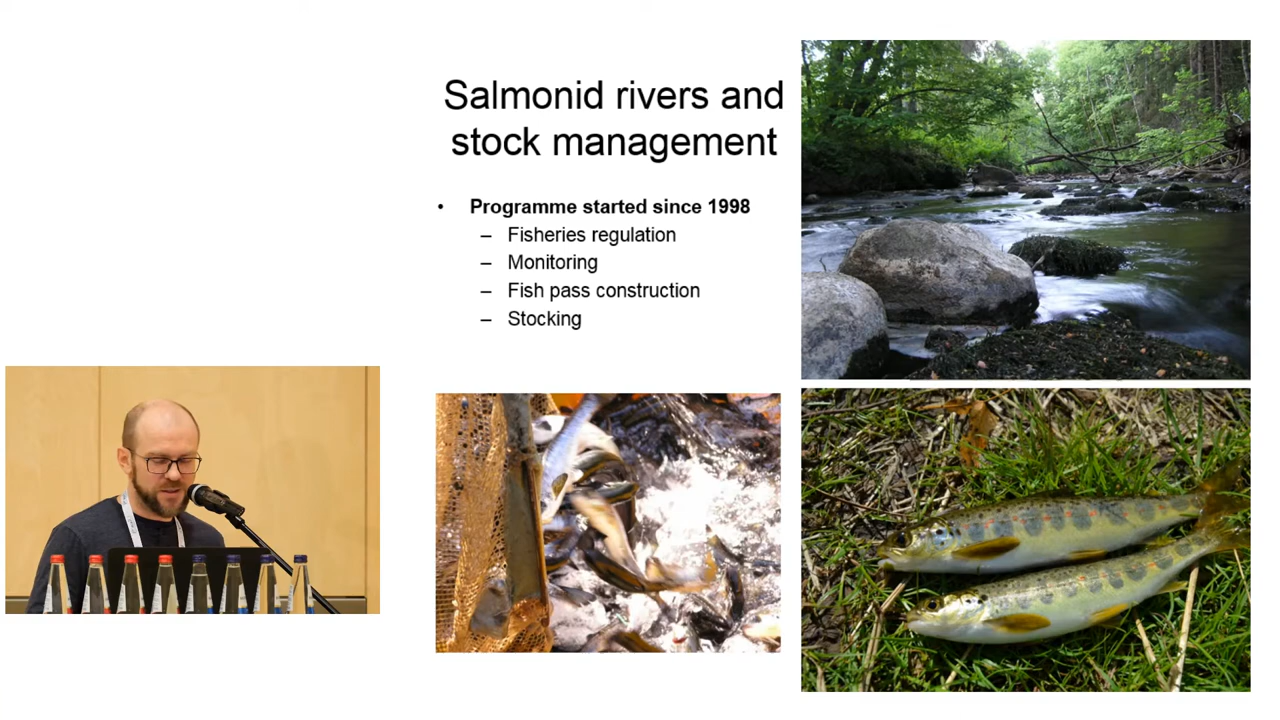 Salmonid rivers and
stock management
• Programme started since 1998
– Fisheries regulation
– Monitoring
– Fish pass construction
– Stocking